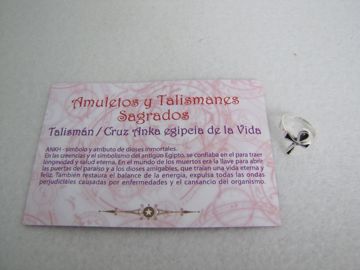 Amuletos y Talismanes
Sagrados
Talismán / Cruz Anka egipcia de la Vida
ANKH - símbolo y atributo de dioses inmortales.
En las creencias y el simbolismo del antiguo Egipto, se confiaba en el para traer
longevidad y salud eterna. En el mundo de los muertos era la llave para abrir
las puertas del paraíso y a los dioses amigables, que traían una vida eterna y
feliz. También restaura el balance de la energía, expulsa todas las ondas
perjudiciales causadas por enfermedades y el cansancio del organismo.